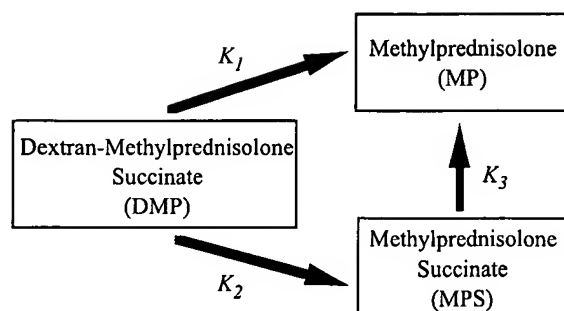 K1
Methylprednisolone
(MP)
Dextran-Methylprednisolone
Succinate
(DMP)
K3
K2
Methylprednisolone
Succinate
(MPS)